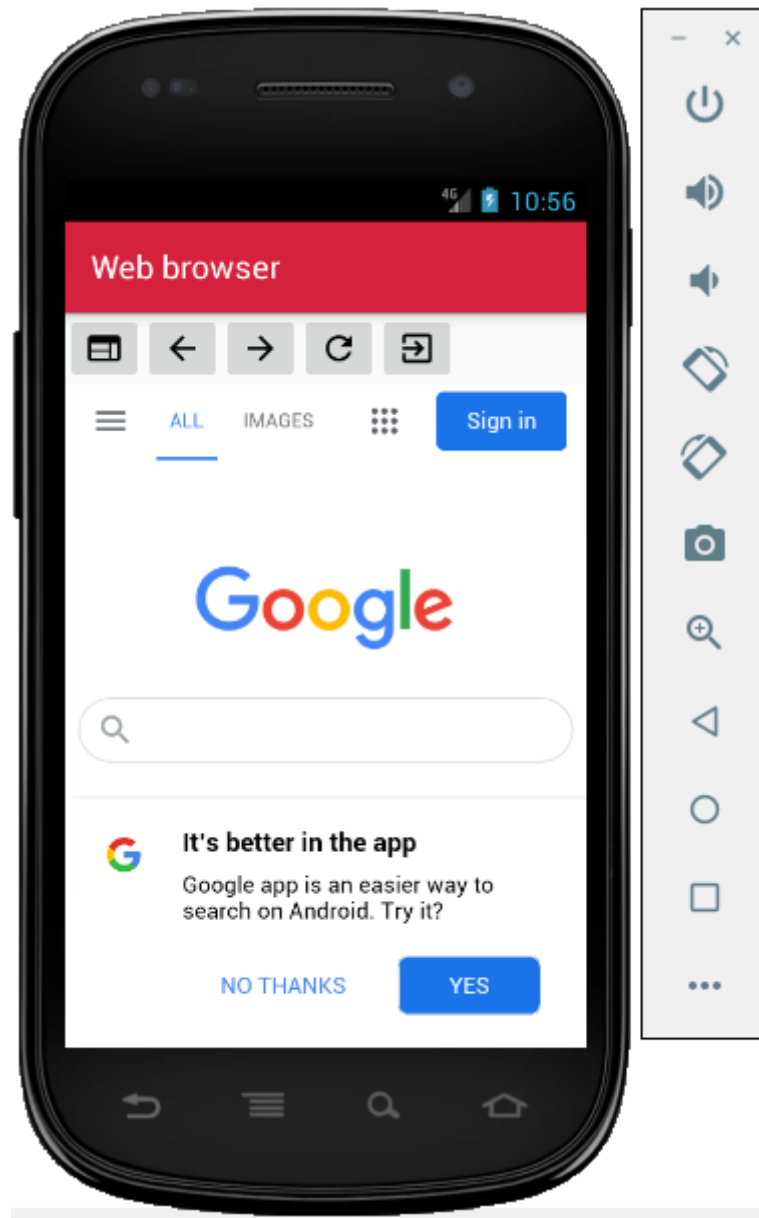 4G 10:56
Web browser
ALL IMAGES Sign in
Google
G It's better in the app
Google app is an easier way to
search on Android. Try it?
NO THANKS YES